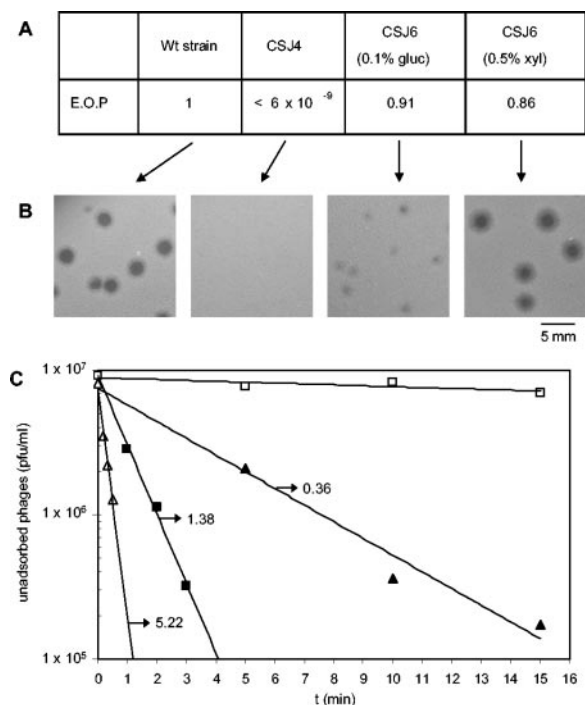 A
Wt strain CSJ4 CSJ6 (0.1% gluc) CSJ6 (0.5% xyl)
E.O.P 1 < 6 x 10 -9 0.91 0.86
B
5 mm
C
unadsorbed phages (pfu/ml)
1 x 10⁷
1 x 10⁶
1 x 10⁵
0.36
1.38
5.22
0 1 2 3 4 5 6 7 8 9 10 11 12 13 14 15 16
t (min)